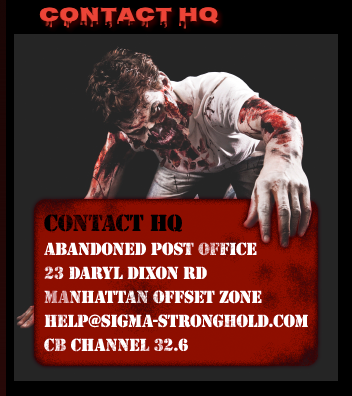 CONTACT HQ
CONTACT HQ
ABANDONED POST OFFICE
23 DARYL DIXON RD
MANHATTAN OFFSET ZONE
HELP@SIGMA-STRONGHOLD.COM
CB CHANNEL 32.6